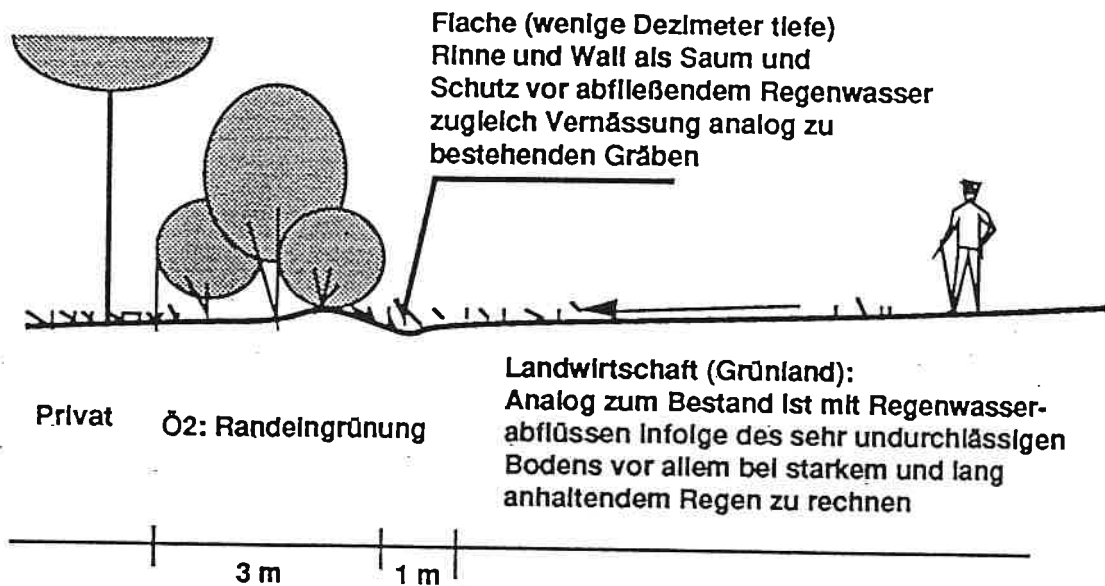 Flache (wenige Dezimeter tiefe)
Rinne und Wall als Saum und
Schutz vor abfließendem Regenwasser
zugleich Vernässung analog zu
bestehenden Gräben
Landwirtschaft (Grünland):
Analog zum Bestand ist mit Regenwasser-
abflüssen infolge des sehr undurchlässigen
Bodens vor allem bei starkem und lang
anhaltendem Regen zu rechnen
Privat
Ö2: Randeingrünung
3 m
1 m